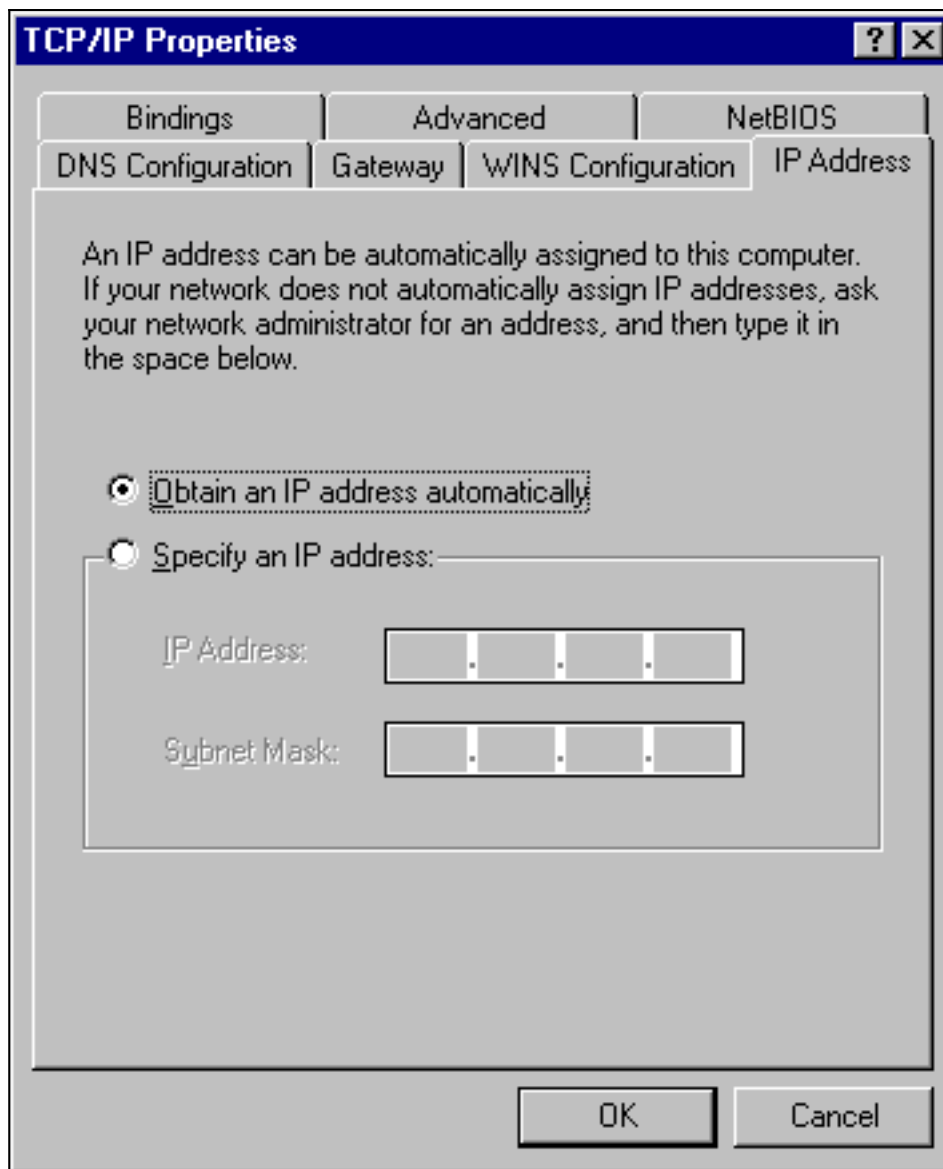 TCP/IP Properties
Bindings Advanced NetBIOS
DNS Configuration Gateway WINS Configuration IP Address
An IP address can be automatically assigned to this computer.
If your network does not automatically assign IP addresses, ask
your network administrator for an address, and then type it in
the space below.
Obtain an IP address automatically
Specify an IP address:
IP Address:
. . .
Subnet Mask:
. . .
OK Cancel